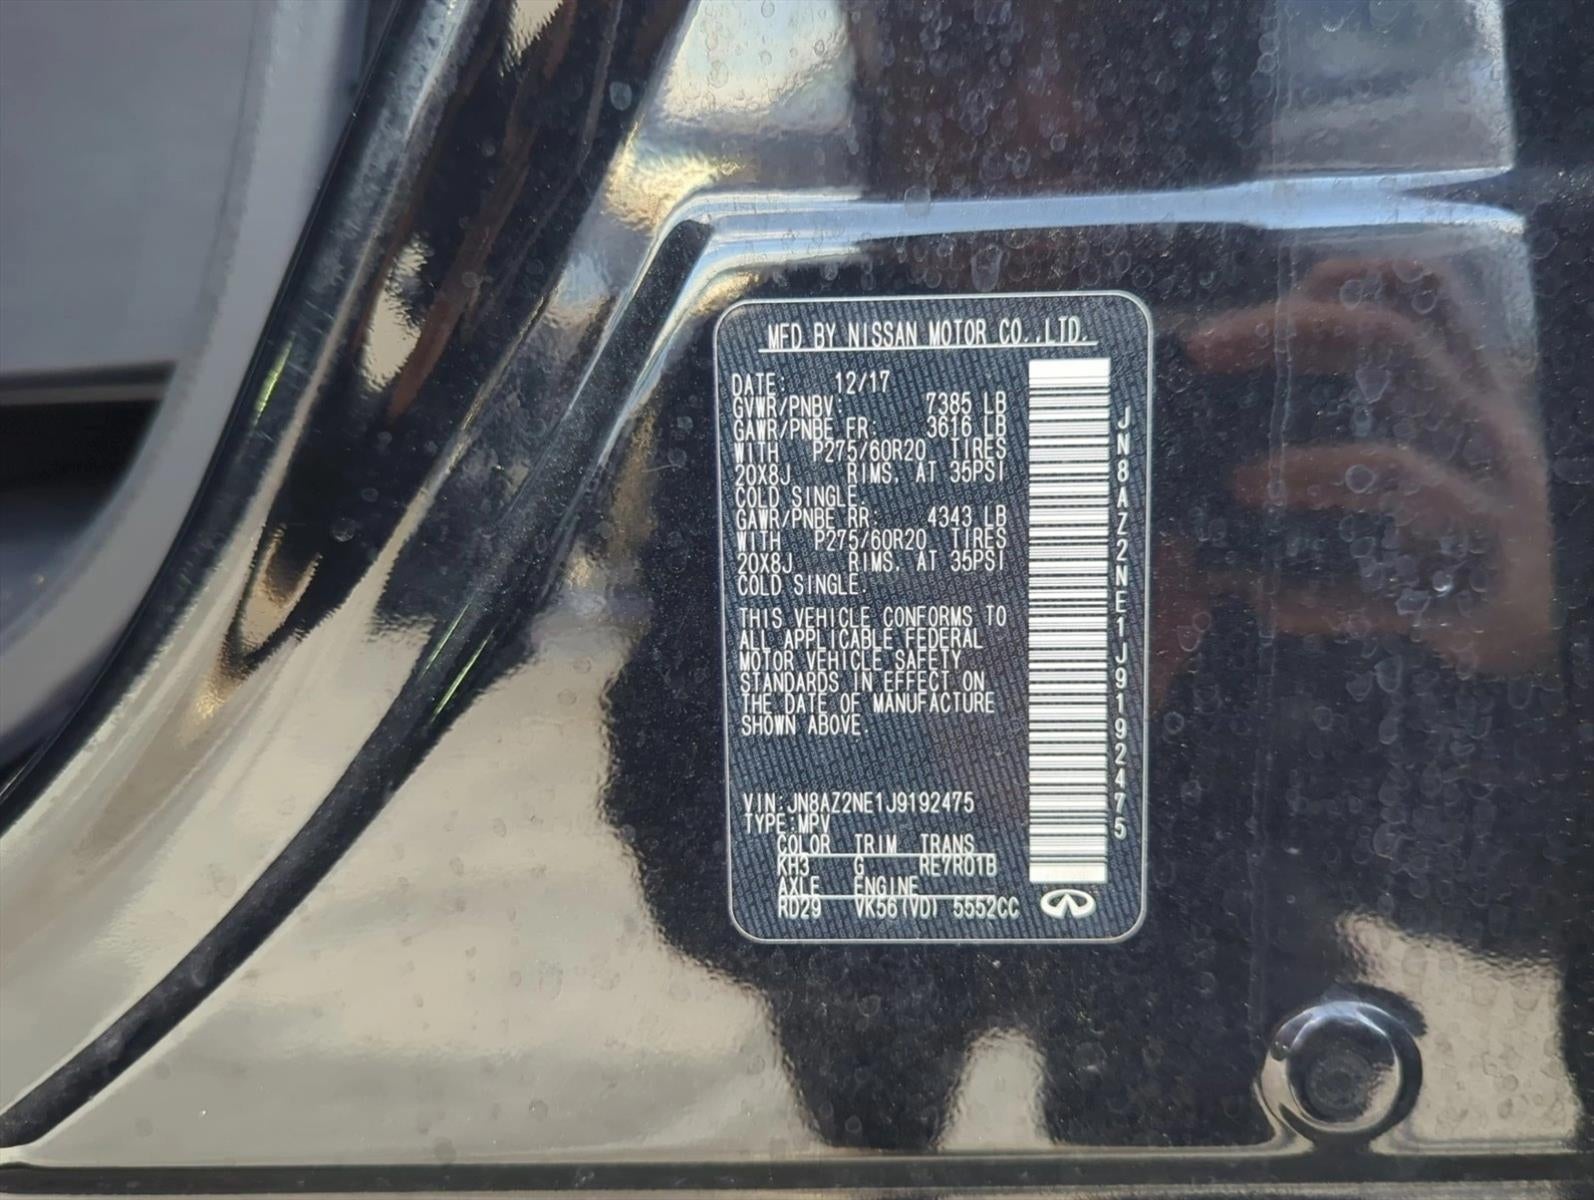 MFD BY NISSAN MOTOR CO.,LTD.
DATE: 12/17
GVWR/PNBV: 7385 LB
GAWR/PNBE FR: 3616 LB
WITH P275/60R20 TIRES
20X8J RIMS, AT 35PSI
COLD SINGLE.
GAWR/PNBE RR: 4343 LB
WITH P275/60R20 TIRES
20X8J RIMS, AT 35PSI
COLD SINGLE.
THIS VEHICLE CONFORMS TO
ALL APPLICABLE FEDERAL
MOTOR VEHICLE SAFETY
STANDARDS IN EFFECT ON
THE DATE OF MANUFACTURE
SHOWN ABOVE.
VIN:JN8AZ2NE1J9192475
TYPE:MPV
COLOR TRIM TRANS
KH3 G RE7R01B
AXLE ENGINE
RD29 VK56(VD) 5552CC
JN8AZ2NE1J9192475